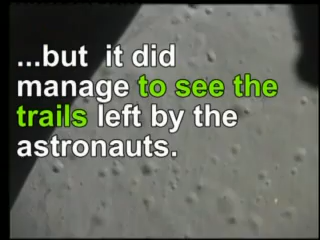 ...but it did
manage to see the
trails left by the
astronauts.